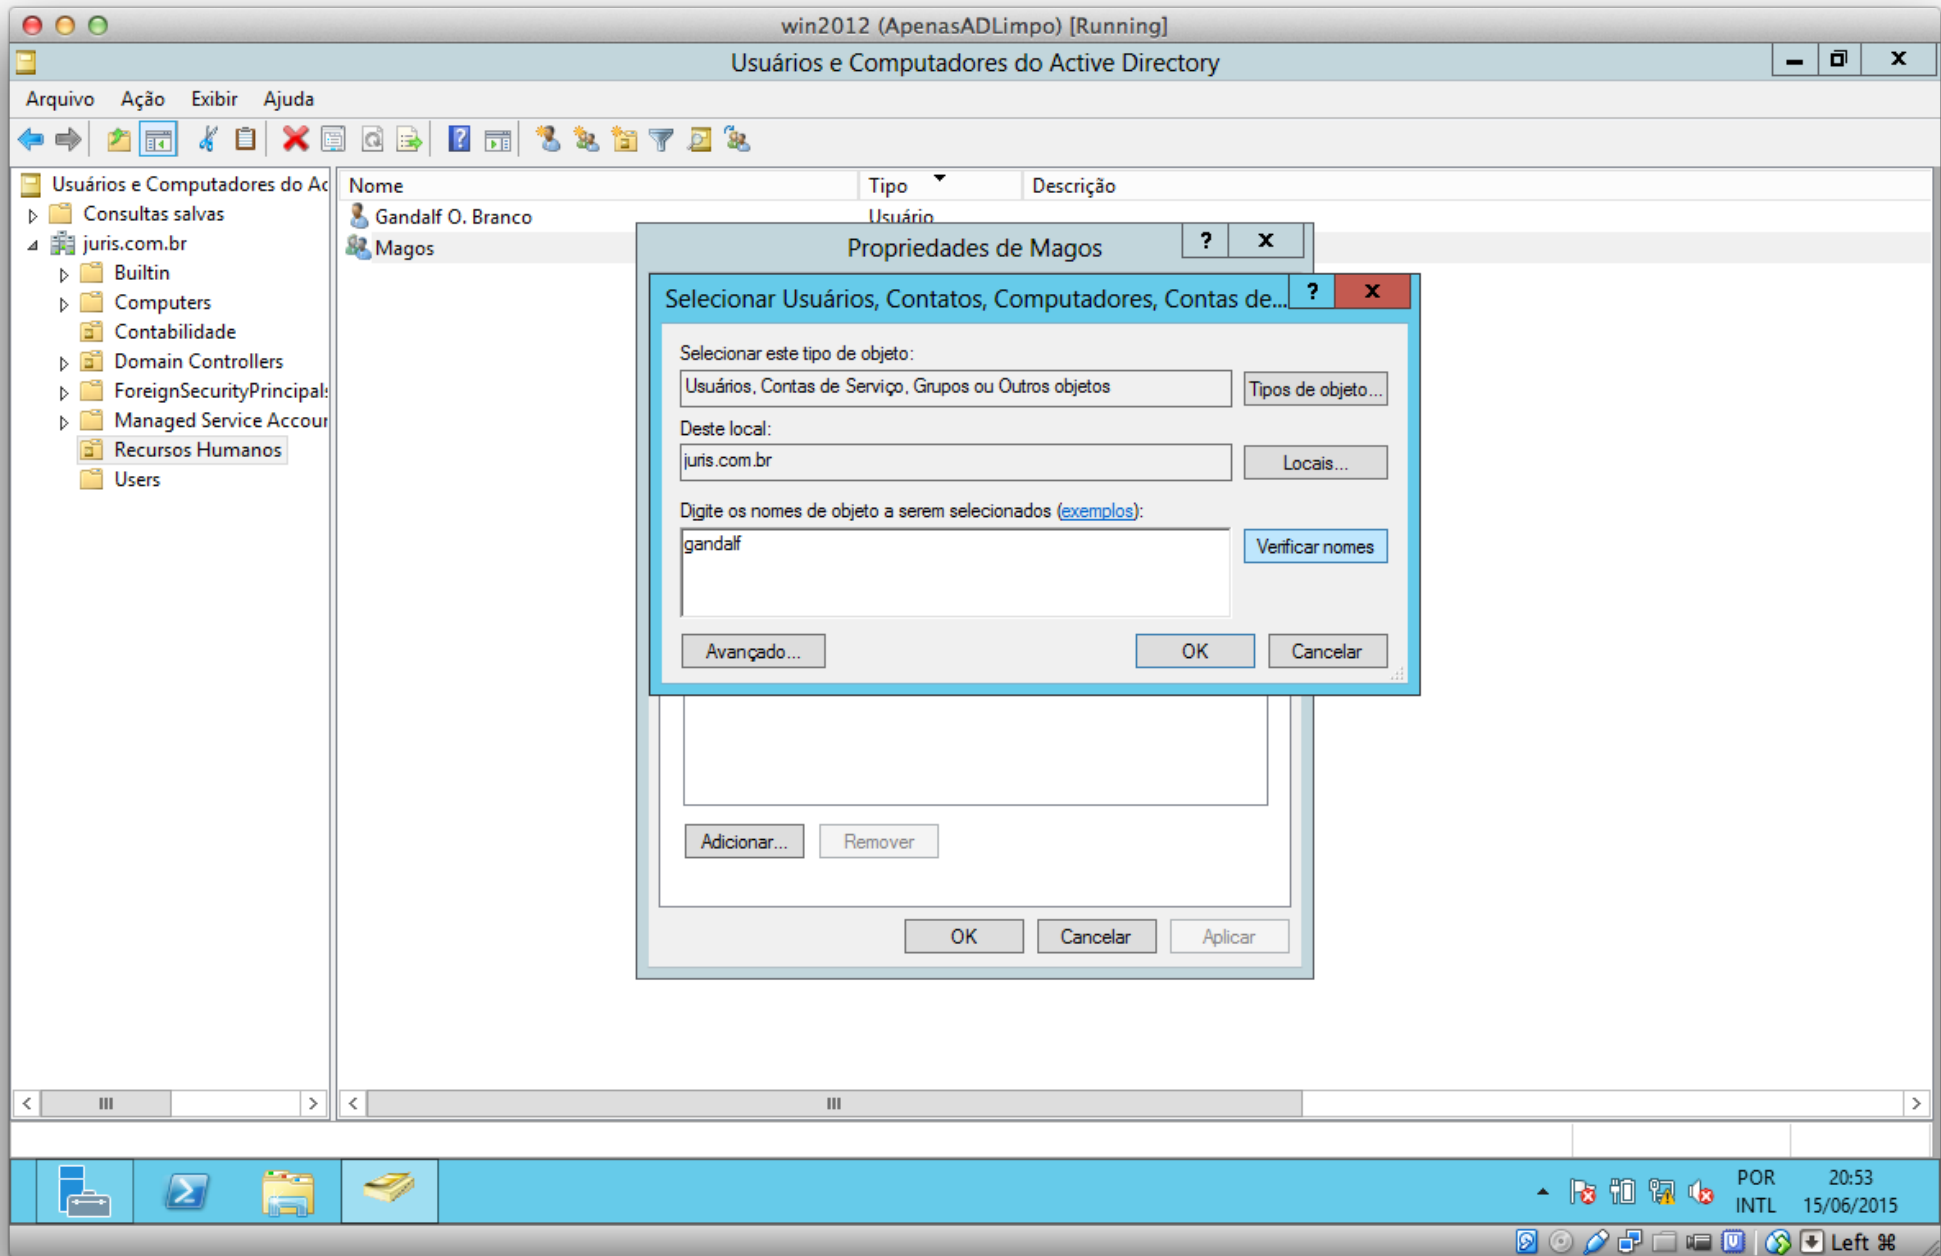 win2012 (ApenasADLimpo) [Running]
Usuários e Computadores do Active Directory
Arquivo Ação Exibir Ajuda
Usuários e Computadores do Ac
Consultas salvas
juris.com.br
Builtin
Computers
Contabilidade
Domain Controllers
ForeignSecurityPrincipals
Managed Service Accour
Recursos Humanos
Users
Nome Tipo Descrição
Gandalf O. Branco Usuário
Magos
Propriedades de Magos
Selecionar Usuários, Contatos, Computadores, Contas de...
Selecionar este tipo de objeto:
Usuários, Contas de Serviço, Grupos ou Outros objetos
Tipos de objeto...
Deste local:
juris.com.br
Locais...
Digite os nomes de objeto a serem selecionados (exemplos):
gandalf
Verificar nomes
Avançado... OK Cancelar
Adicionar... Remover
OK Cancelar Aplicar
POR 20:53
INTL 15/06/2015
Left ⌘